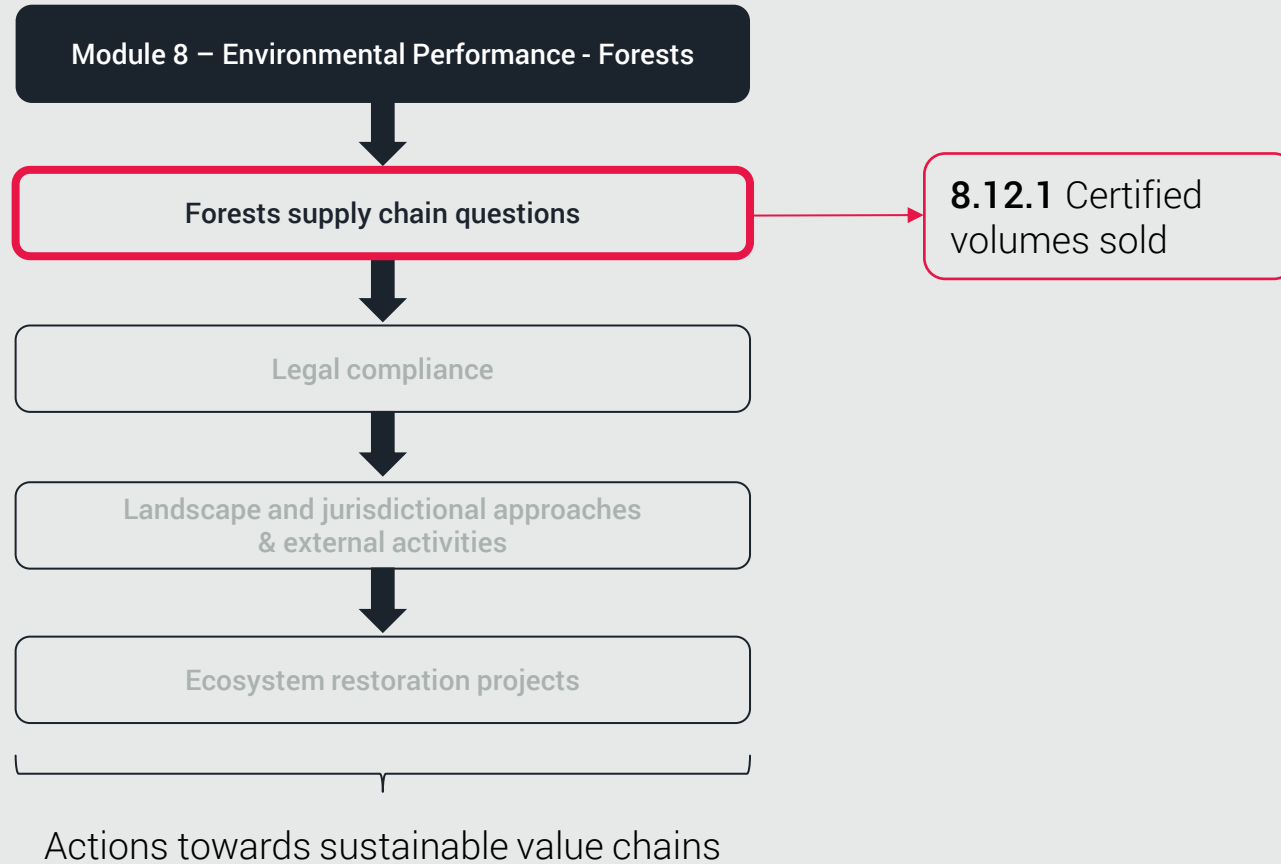 Module 8 – Environmental Performance - Forests
Forests supply chain questions
8.12.1 Certified
volumes sold
Legal compliance
Landscape and jurisdictional approaches
& external activities
Ecosystem restoration projects
Actions towards sustainable value chains